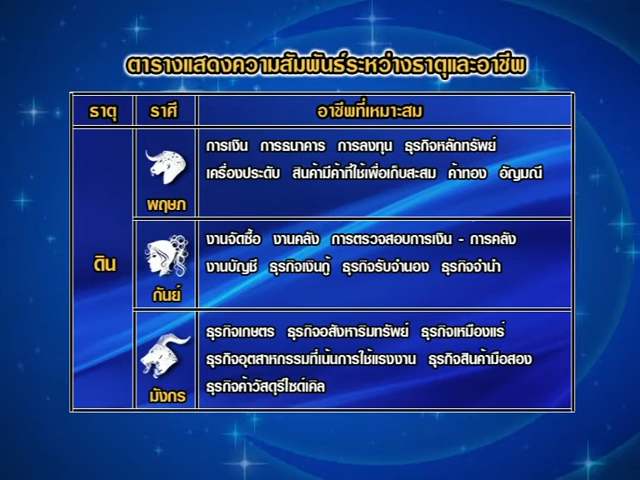 ตารางแสดงความสัมพันธ์ระหว่างธาตุและอาชีพ
ธาตุ ราศี อาชีพที่เหมาะสม
ดิน
พฤษภ
การเงิน การธนาคาร การลงทุน ธุรกิจหลักทรัพย์
เครื่องประดับ สินค้ามีค่าที่ใช้เพื่อเก็บสะสม ค้าทอง อัญมณี
กันย์
งานจัดซื้อ งานคลัง การตรวจสอบการเงิน - การคลัง
งานบัญชี ธุรกิจเงินกู้ ธุรกิจรับจำนอง ธุรกิจจำนำ
มังกร
ธุรกิจเกษตร ธุรกิจอสังหาริมทรัพย์ ธุรกิจเหมืองแร่
ธุรกิจอุตสาหกรรมที่เน้นการใช้แรงงาน ธุรกิจสินค้ามือสอง
ธุรกิจค้าวัสดุรีไซด์เคิล